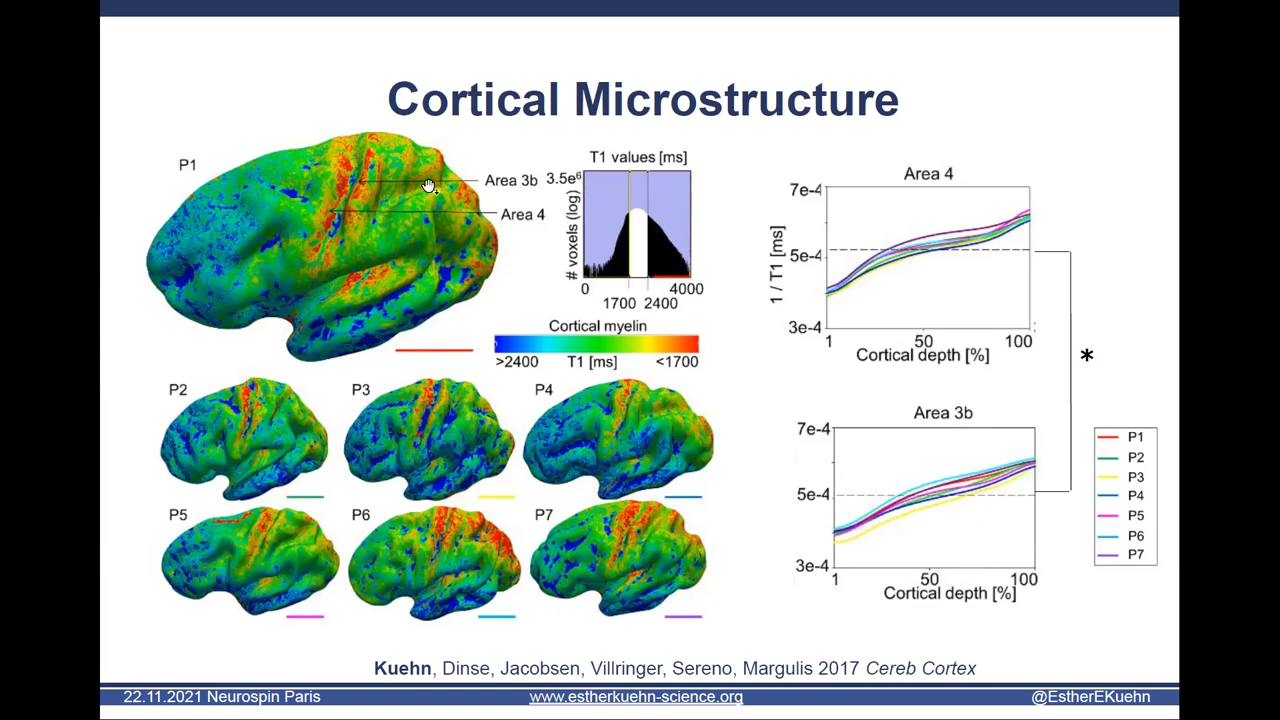 Cortical Microstructure
P1
Area 3b
Area 4
T1 values [ms]
3.5e⁶
# voxels (log)
0
4000
1700
2400
Cortical myelin
>2400
T1 [ms]
<1700
P2
P3
P4
P5
P6
P7
Area 4
7e-4
5e-4
3e-4
1 / T1 [ms]
1
50
100
Cortical depth [%]
*
Area 3b
7e-4
5e-4
3e-4
1
50
100
Cortical depth [%]
P1
P2
P3
P4
P5
P6
P7
Kuehn, Dinse, Jacobsen, Villringer, Sereno, Margulis 2017 Cereb Cortex
22.11.2021 Neurospin Paris
www.estherkuehn-science.org
@EstherEKuehn